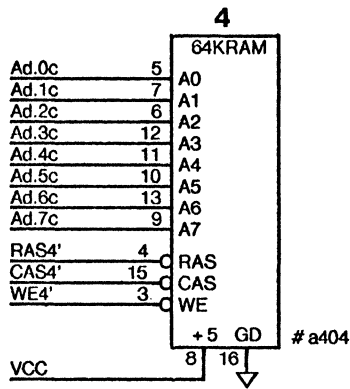 4
64KRAM
Ad.0c 5 A0
Ad.1c 7 A1
Ad.2c 6 A2
Ad.3c 12 A3
Ad.4c 11 A4
Ad.5c 10 A5
Ad.6c 13 A6
Ad.7c 9 A7
RAS4' 4 RAS
CAS4' 15 CAS
WE4' 3 WE
+5 GD #a404
VCC 8 16